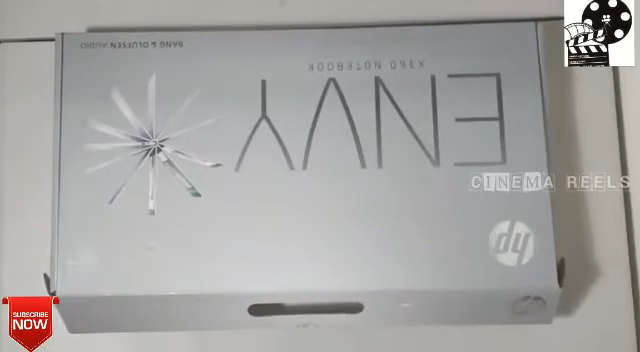 BANG & OLUFSEN AUDIO
X360 NOTEBOOK
ENVY
CINEMA REELS
hp
SUBSCRIBE
NOW